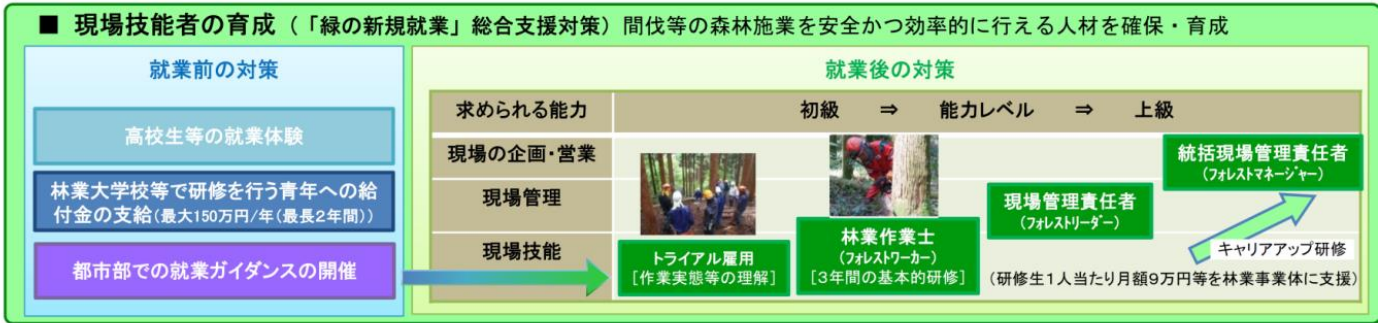 ■ 現場技能者の育成（「緑の新規就業」総合支援対策）間伐等の森林施業を安全かつ効率的に行える人材を確保・育成
就業前の対策
高校生等の就業体験
林業大学校等で研修を行う青年への給
付金の支給(最大150万円/年(最長2年間))
都市部での就業ガイダンスの開催
就業後の対策
求められる能力
初級 ⇒ 能力レベル ⇒ 上級
現場の企画・営業
現場管理
現場技能
トライアル雇用
[作業実態等の理解]
林業作業士
(フォレストワーカー)
[3年間の基本的研修]
現場管理責任者
(フォレストリーダー)
統括現場管理責任者
(フォレストマネージャー)
キャリアアップ研修
(研修生1人当たり月額9万円等を林業事業体に支援)